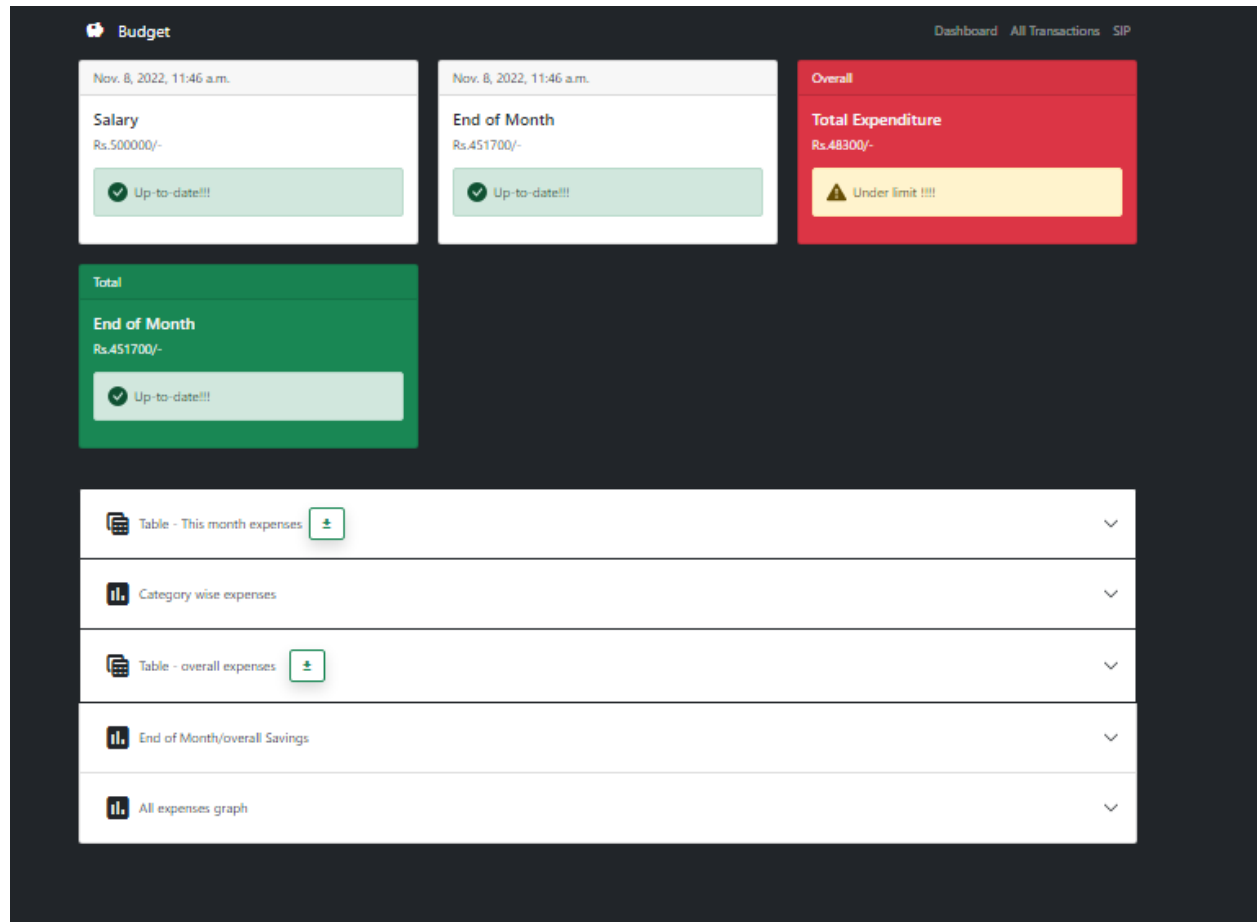 Budget
Dashboard All Transactions SIP
Nov. 8, 2022, 11:46 a.m.
Salary
Rs.500000/-
Up-to-date!!!
Nov. 8, 2022, 11:46 a.m.
End of Month
Rs.451700/-
Up-to-date!!!
Overall
Total Expenditure
Rs.48300/-
Under limit !!!!
Total
End of Month
Rs.451700/-
Up-to-date!!!
Table - This month expenses
Category wise expenses
Table - overall expenses
End of Month/overall Savings
All expenses graph